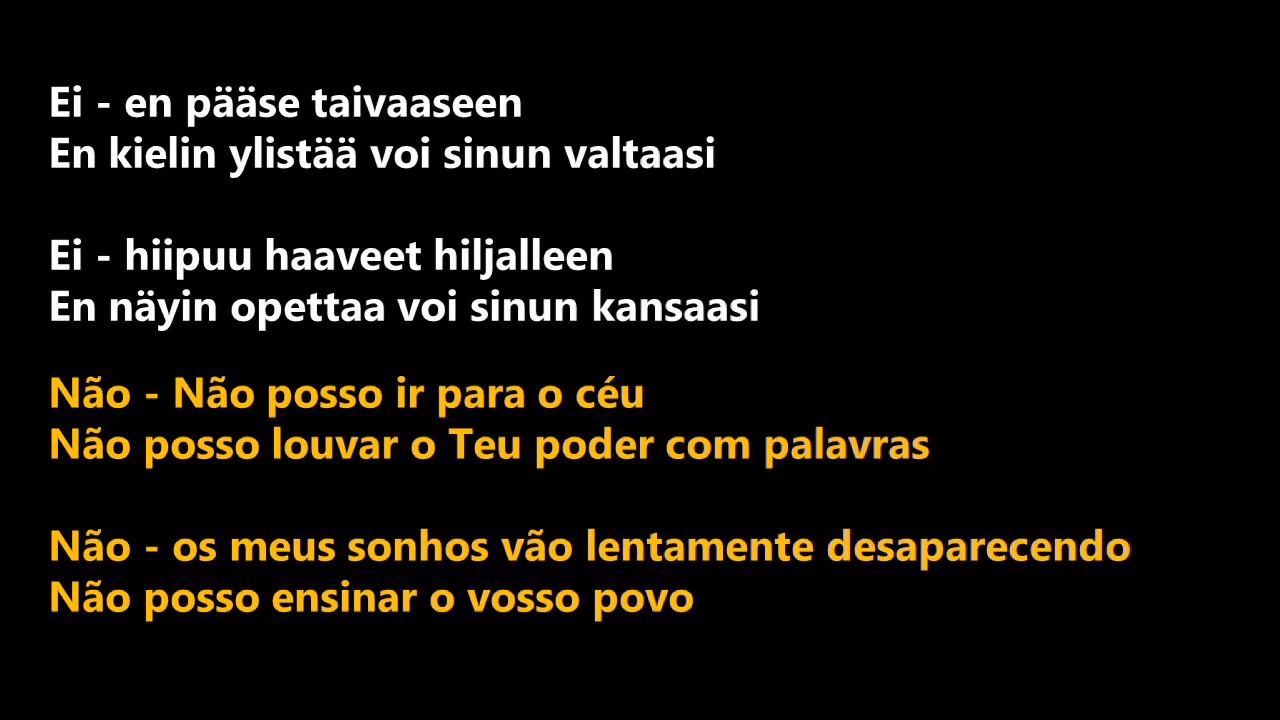 Ei - en pääse taivaaseen
En kielin ylistää voi sinun valtaasi
Ei - hiipuu haaveet hiljalleen
En näyin opettaa voi sinun kansaasi
Não - Não posso ir para o céu
Não posso louvar o Teu poder com palavras
Não - os meus sonhos vão lentamente desaparecendo
Não posso ensinar o vosso povo